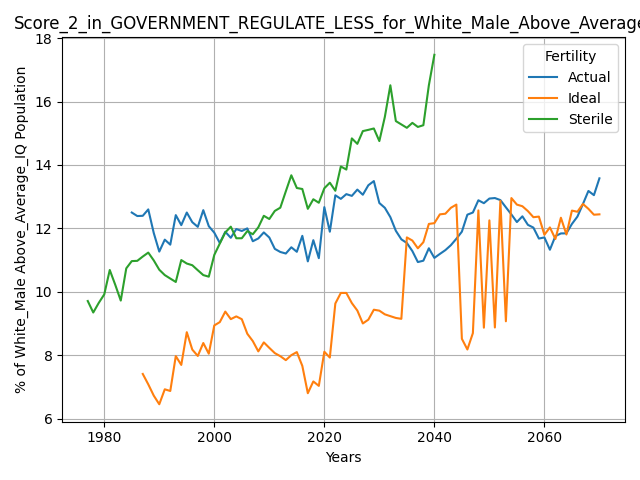 Score_2_in_GOVERNMENT_REGULATE_LESS_for_White_Male_Above_Average
18
16
14
12
10
8
6
% of White_Male Above_Average_IQ Population
Fertility
Actual
Ideal
Sterile
1980 2000 2020 2040 2060
Years